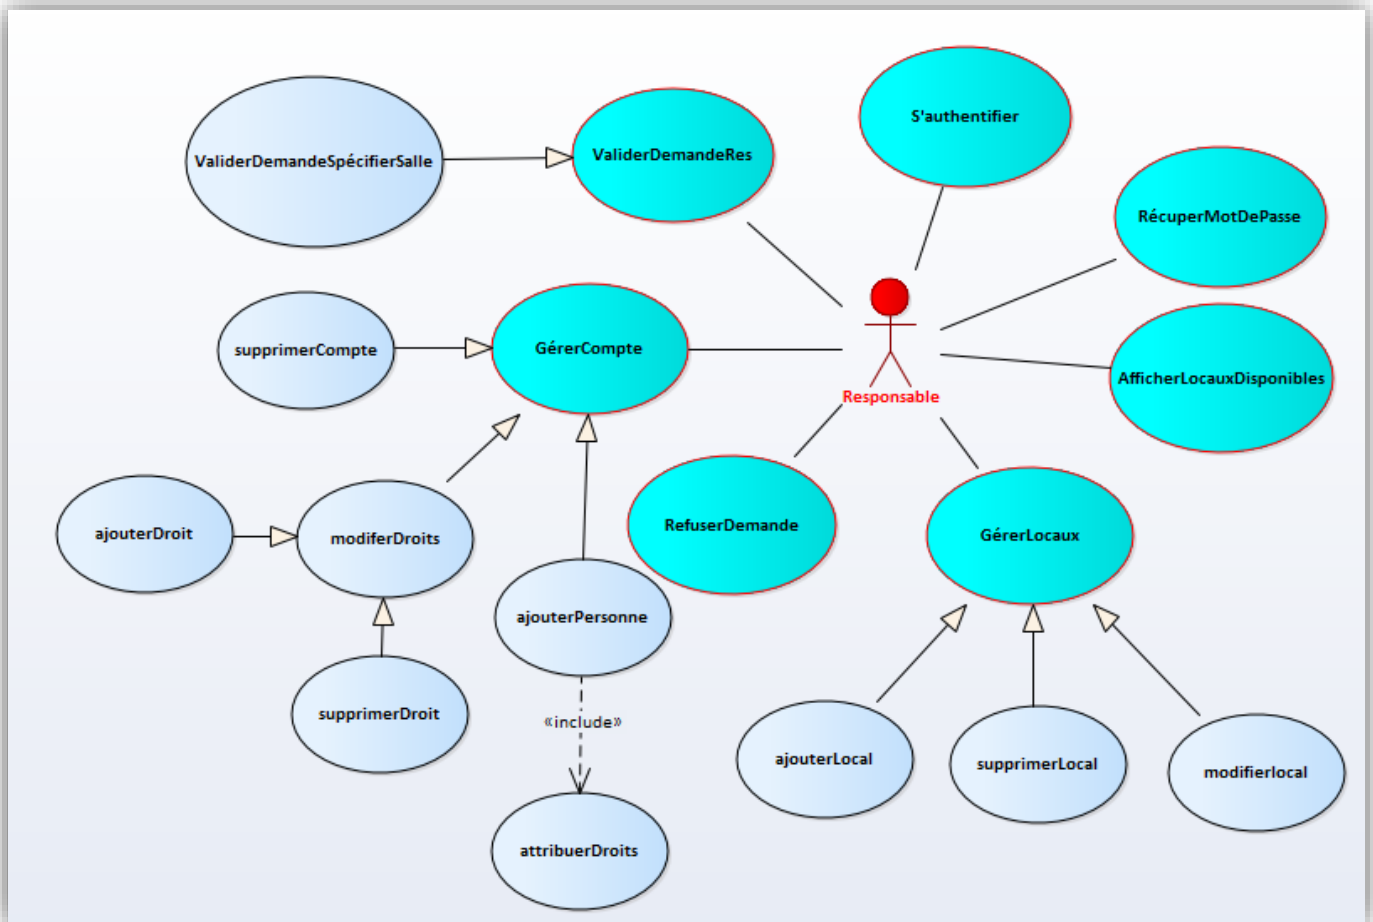 S'authentifier
ValiderDemandeSpécifierSalle
ValiderDemandeRes
RécuperMotDePasse
supprimerCompte
GérerCompte
AfficherLocauxDisponibles
Responsable
ajouterDroit
modiferDroits
RefuserDemande
GérerLocaux
ajouterPersonne
supprimerDroit
«include»
ajouterLocal
supprimerLocal
modifierlocal
attribuerDroits